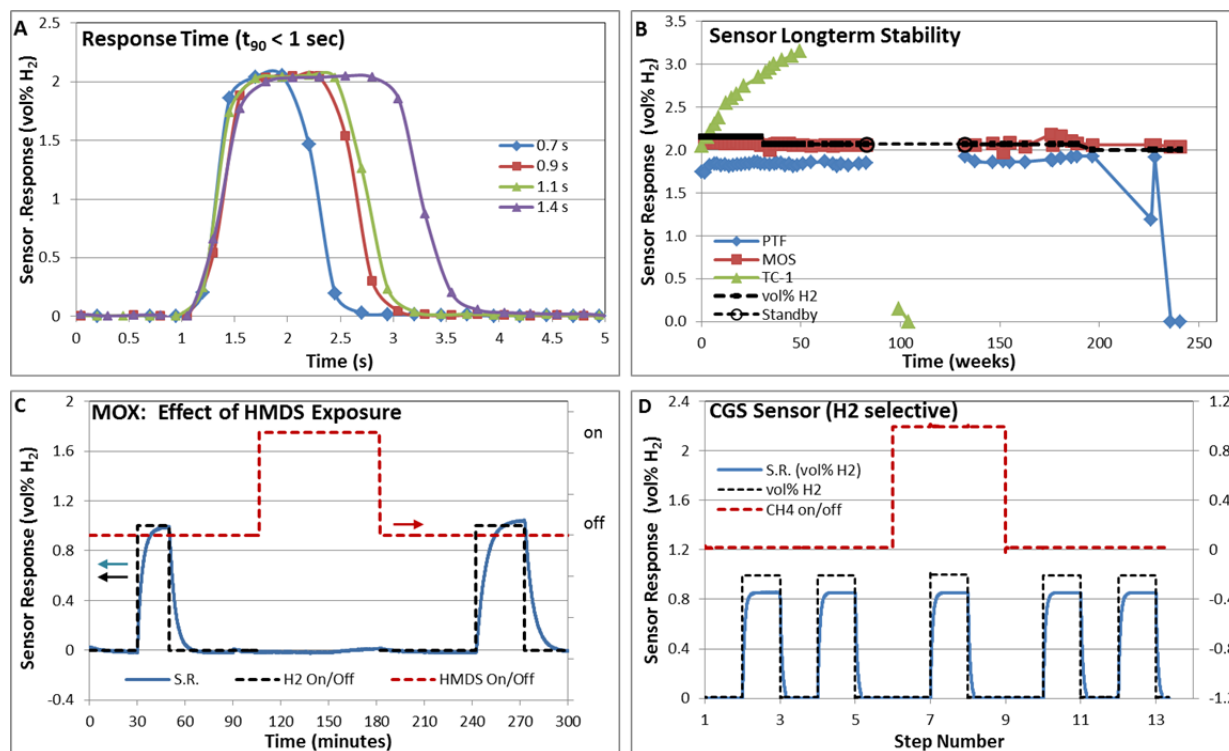 A
Response Time (t90 < 1 sec)
Sensor .Response (vol% H2)
2.5
2
1.5
1
0.5
0
0.7 s
0.9 s
1.1 s
1.4 s
0 0.5 1 1.5 2 2.5 3 3.5 4 4.5 5
Time (s)
B
Sensor Longterm Stability
Sensor Response (vol% H2)
3.5
3.0
2.5
2.0
1.5
1.0
0.5
0.0
PTF
MOS
TC-1
vol% H2
Standby
0 50 100 150 200 250
Time (weeks)
C
MOX: Effect of HMDS Exposure
Sensor Response (vol% H2)
2
1.6
1.2
0.8
0.4
0
-0.4
on
off
S.R. H2 On/Off HMDS On/Off
0 30 60 90 120 150 180 210 240 270 300
Time (minutes)
D
CGS Sensor (H2 selective)
Sensor Response (vol% H2)
2.4
2
1.6
1.2
0.8
0.4
0
S.R. (vol% H2)
vol% H2
CH4 on/off
1.2
0.8
0.4
0
-0.4
-0.8
-1.2
1 3 5 7 9 11 13
Step Number